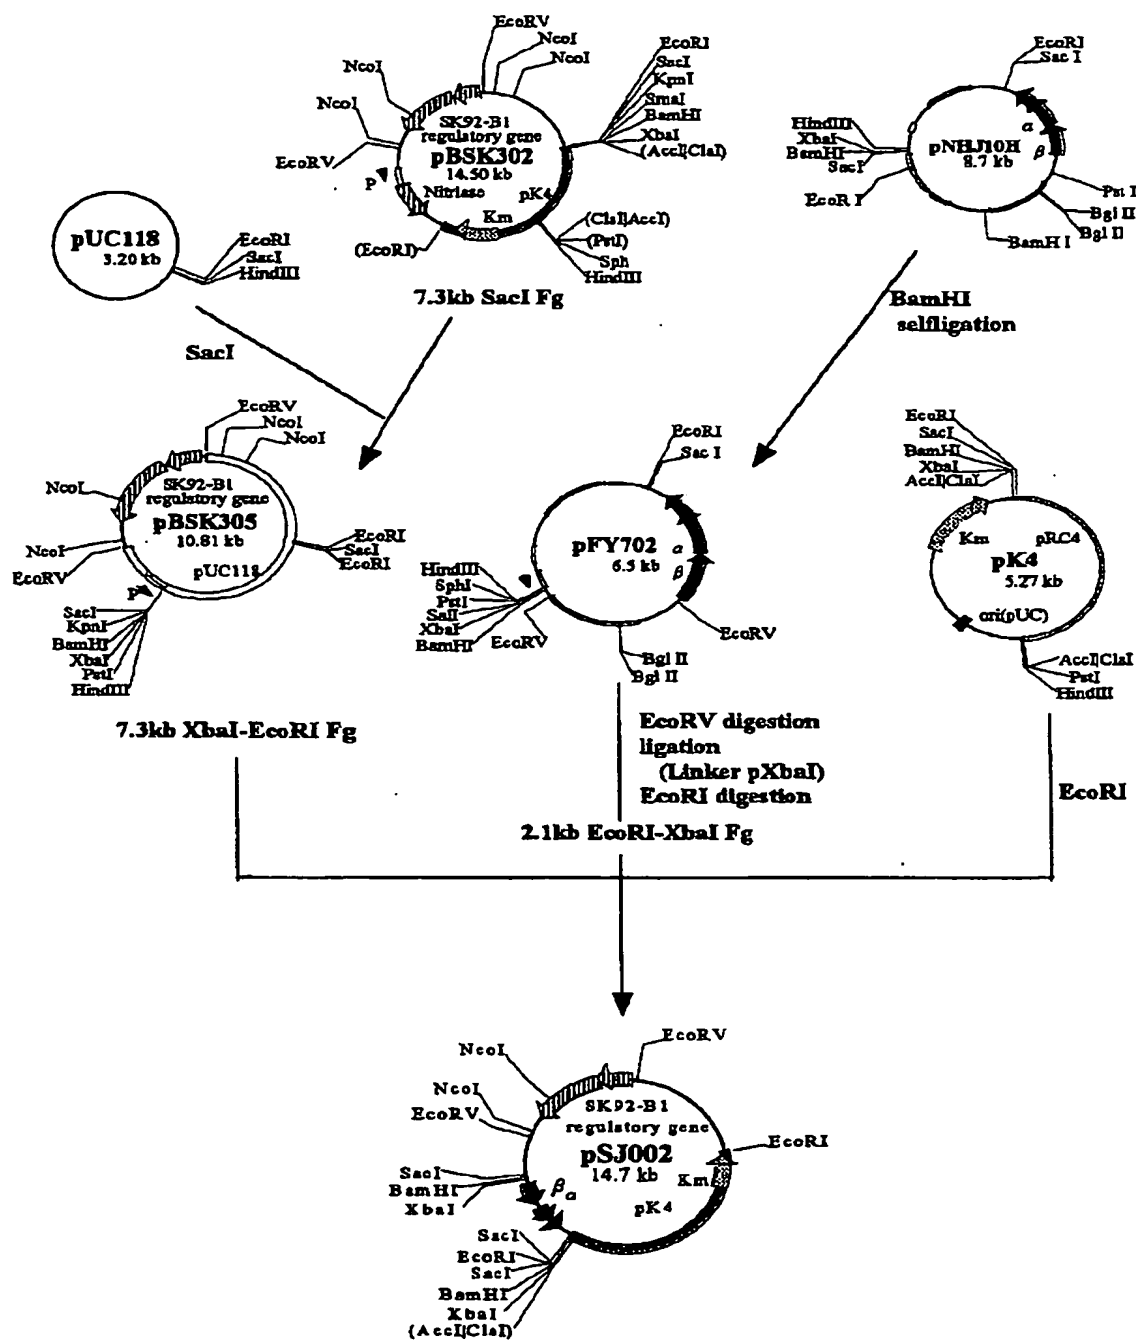 EcoRV
NcoI
NcoI
NcoI
NcoI
EcoRV
SK92-B1
regulatory gene
pBSK302
14.50 kb
P
Nitrilase
pK4
Km
(EcoRI)
EcoRI
SacI
KpnI
SmaI
BamHI
XbaI
(AccI|ClaI)
(ClaI|AccI)
(PstI)
Sph
HindIII
7.3kb SacI Fg
pUC118
3.20 kb
EcoRI
SacI
HindIII
SacI
EcoRI
Sac I
HindIII
XbaI
BamHI
SacI
EcoR I
pNHJ10H
8.7 kb
α
β
Pst I
Bgl II
Bgl II
BamH I
BamHI
selfligation
EcoRV
NcoI
NcoI
NcoI
NcoI
EcoRV
SK92-B1
regulatory gene
pBSK305
10.81 kb
pUC118
P
EcoRI
SacI
EcoRI
SacI
KpnI
BamHI
XbaI
PstI
HindIII
7.3kb XbaI-EcoRI Fg
EcoRI
Sac I
pFY702
6.5 kb
α
β
HindIII
SphI
PstI
SalI
XbaI
BamHI
EcoRV
EcoRV
Bgl II
Bgl II
EcoRI
SacI
BamHI
XbaI
AccI|ClaI
Km
pRC4
pK4
5.27 kb
ori(pUC)
AccI|ClaI
PstI
HindIII
EcoRV digestion
ligation
(Linker pXbaI)
EcoRI digestion
2.1kb EcoRI-XbaI Fg
EcoRI
EcoRV
NcoI
NcoI
EcoRV
SK92-B1
regulatory gene
pSJ002
14.7 kb
EcoRI
Km
pK4
βα
SacI
BamHI
XbaI
SacI
EcoRI
SacI
BamHI
XbaI
(AccI|ClaI)